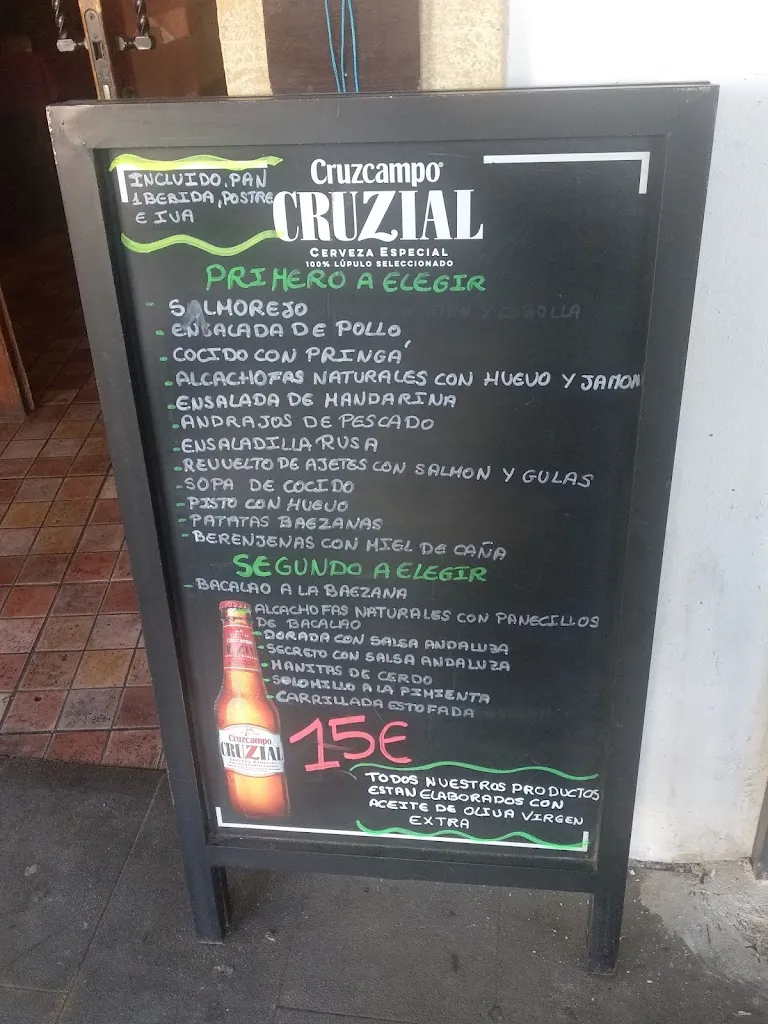 INCLUIDO, PAN
1 BEBIDA, POSTRE
E IVA
Cruzcampo
CRUZIAL
CERVEZA ESPECIAL
100% LÚPULO SELECCIONADO
PRIMERO A ELEGIR
- SALMOREJO
- ENSALADA DE POLLO
- COCIDO CON PRINGÁ
- ALCACHOFAS NATURALES CON HUEVO Y JAMON
- ENSALADA DE MANDARINA
- ANDRAJOS DE PESCADO
- ENSALADILLA RUSA
- REVUELTO DE AJETES CON SALMON Y GULAS
- SOPA DE COCIDO
- PISTO CON HUEVO
- PATATAS BAEZANAS
- BERENJENAS CON MIEL DE CAÑA
SEGUNDO A ELEGIR
- BACALAO A LA BAEZANA
ALCACHOFAS NATURALES CON PANECILLOS
DE BACALAO
- DORADA CON SALSA ANDALUZA
- SECRETO CON SALSA ANDALUZA
- MANITAS DE CERDO
- SOLOMILLO A LA PIMIENTA
- CARRILLADA ESTOFADA
Cruzcampo
CRUZIAL
15€
TODOS NUESTROS PRODUCTOS
ESTAN ELABORADOS CON
ACEITE DE OLIVA VIRGEN
EXTRA